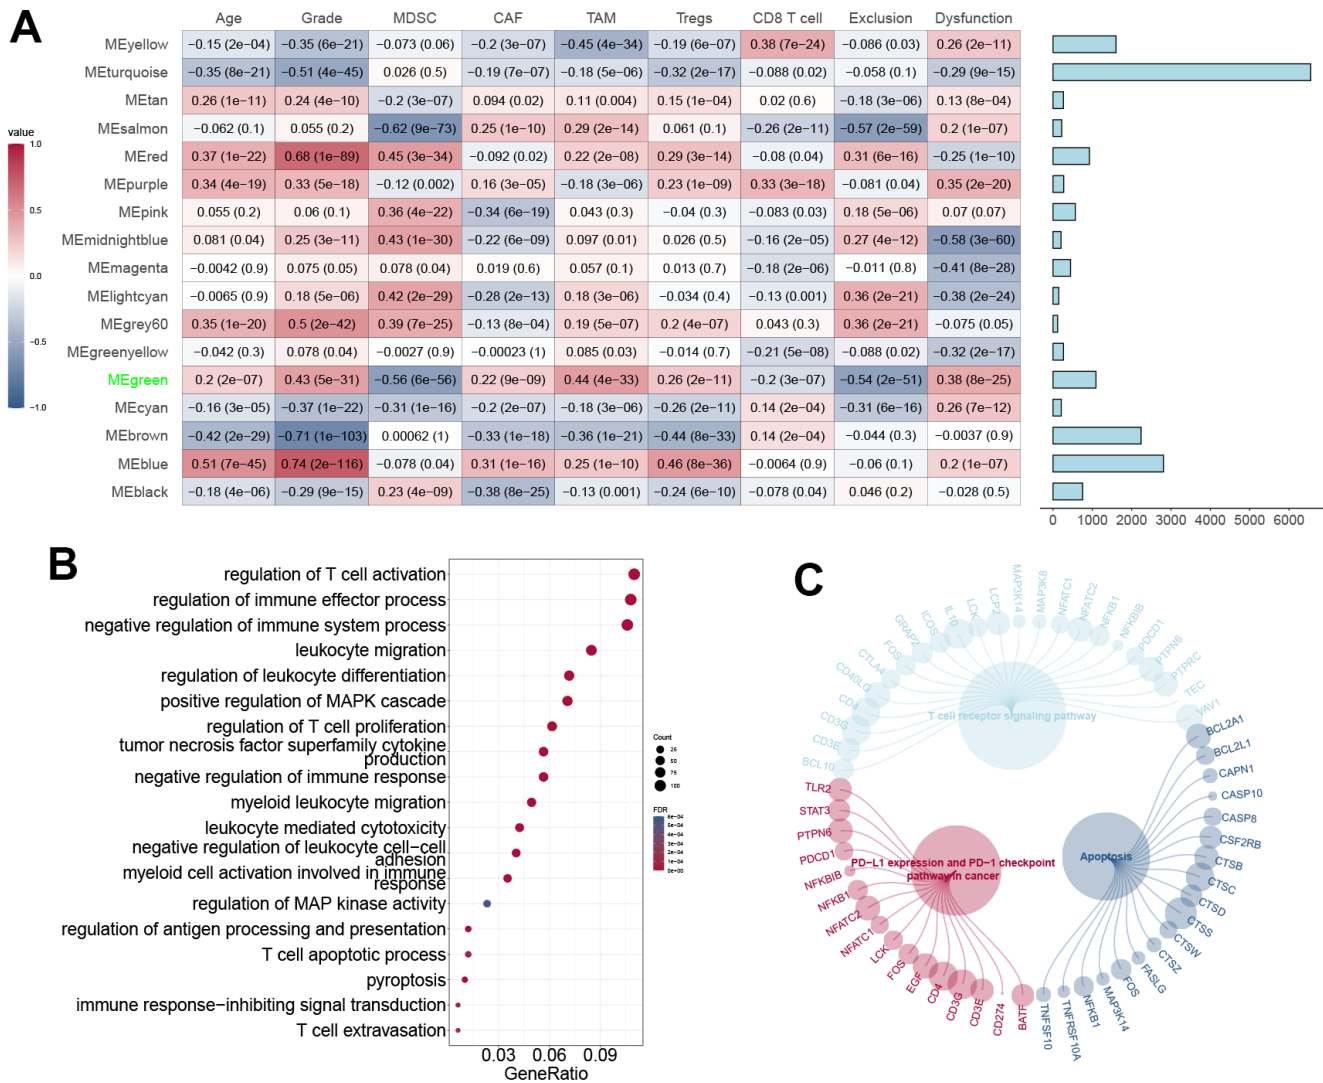 A
Age Grade MDSC CAF TAM Tregs CD8 T cell Exclusion Dysfunction
MEyellow −0.15 (2e−04) −0.35 (6e−21) −0.073 (0.06) −0.2 (3e−07) −0.45 (4e−34) −0.19 (6e−07) 0.38 (7e−24) −0.086 (0.03) 0.26 (2e−11)
MEturquoise −0.35 (8e−21) −0.51 (4e−45) 0.026 (0.5) −0.19 (7e−07) −0.18 (5e−06) −0.32 (2e−17) −0.088 (0.02) −0.058 (0.1) −0.29 (9e−15)
MEtan 0.26 (1e−11) 0.24 (4e−10) −0.2 (3e−07) 0.094 (0.02) 0.11 (0.004) 0.15 (1e−04) 0.02 (0.6) −0.18 (3e−06) 0.13 (8e−04)
MEsalmon −0.062 (0.1) 0.055 (0.2) −0.62 (9e−73) 0.25 (1e−10) 0.29 (2e−14) 0.061 (0.1) −0.26 (2e−11) −0.57 (2e−59) 0.2 (1e−07)
MEred 0.37 (1e−22) 0.68 (1e−89) 0.45 (3e−34) −0.092 (0.02) 0.22 (2e−08) 0.29 (3e−14) −0.08 (0.04) 0.31 (6e−16) −0.25 (1e−10)
MEpurple 0.34 (4e−19) 0.33 (5e−18) −0.12 (0.002) 0.16 (3e−05) −0.18 (3e−06) 0.23 (1e−09) 0.33 (3e−18) −0.081 (0.04) 0.35 (2e−20)
MEpink 0.055 (0.2) 0.06 (0.1) 0.36 (4e−22) −0.34 (6e−19) 0.043 (0.3) −0.04 (0.3) −0.083 (0.03) 0.18 (5e−06) 0.07 (0.07)
MEmidnightblue 0.081 (0.04) 0.25 (3e−11) 0.43 (1e−30) −0.22 (6e−09) 0.097 (0.01) 0.026 (0.5) −0.16 (2e−05) 0.27 (4e−12) −0.58 (3e−60)
MEmagenta −0.0042 (0.9) 0.075 (0.05) 0.078 (0.04) 0.019 (0.6) 0.057 (0.1) 0.013 (0.7) −0.18 (2e−06) −0.011 (0.8) −0.41 (8e−28)
MElightcyan −0.0065 (0.9) 0.18 (5e−06) 0.42 (2e−29) −0.28 (2e−13) 0.18 (3e−06) −0.034 (0.4) −0.13 (0.001) 0.36 (2e−21) −0.38 (2e−24)
MEgrey60 0.35 (1e−20) 0.5 (2e−42) 0.39 (7e−25) −0.13 (8e−04) 0.19 (5e−07) 0.2 (4e−07) 0.043 (0.3) 0.36 (2e−21) −0.075 (0.05)
MEgreenyellow −0.042 (0.3) 0.078 (0.04) −0.0027 (0.9) −0.00023 (1) 0.085 (0.03) −0.014 (0.7) −0.21 (5e−08) −0.088 (0.02) −0.32 (2e−17)
MEgreen 0.2 (2e−07) 0.43 (5e−31) −0.56 (6e−56) 0.22 (9e−09) 0.44 (4e−33) 0.26 (2e−11) −0.2 (3e−07) −0.54 (2e−51) 0.38 (8e−25)
MEcyan −0.16 (3e−05) −0.37 (1e−22) −0.31 (1e−16) −0.2 (2e−07) −0.18 (3e−06) −0.26 (2e−11) 0.14 (2e−04) −0.31 (6e−16) 0.26 (7e−12)
MEbrown −0.42 (2e−29) −0.71 (1e−103) 0.00062 (1) −0.33 (1e−18) −0.36 (1e−21) −0.44 (8e−33) 0.14 (2e−04) −0.044 (0.3) −0.0037 (0.9)
MEblue 0.51 (7e−45) 0.74 (2e−116) −0.078 (0.04) 0.31 (1e−16) 0.25 (1e−10) 0.46 (8e−36) −0.0064 (0.9) −0.06 (0.1) 0.2 (1e−07)
MEblack −0.18 (4e−06) −0.29 (9e−15) 0.23 (4e−09) −0.38 (8e−25) −0.13 (0.001) −0.24 (6e−10) −0.078 (0.04) 0.046 (0.2) −0.028 (0.5)
value
1.0
0.5
0.0
−0.5
−1.0
0 1000 2000 3000 4000 5000 6000
B
regulation of T cell activation
regulation of immune effector process
negative regulation of immune system process
leukocyte migration
regulation of leukocyte differentiation
positive regulation of MAPK cascade
regulation of T cell proliferation
tumor necrosis factor superfamily cytokine
production
negative regulation of immune response
myeloid leukocyte migration
leukocyte mediated cytotoxicity
negative regulation of leukocyte cell−cell
adhesion
myeloid cell activation involved in immune
response
regulation of MAP kinase activity
regulation of antigen processing and presentation
T cell apoptotic process
pyroptosis
immune response−inhibiting signal transduction
T cell extravasation
0.03 0.06 0.09
GeneRatio
Count
25
50
75
100
FDR
6e−04
5e−04
4e−04
3e−04
2e−04
1e−04
0e+00
C
T cell receptor signaling pathway
BCL10
CD3E
CD3G
CD4
CD40LG
CTLA4
FOS
GRAP2
ICOS
IL10
LCK
LCP2
MAP3K14
MAP3K8
NFATC1
NFATC2
NFKB1
NFKBIB
PDCD1
PTPN6
PTPRC
TEC
VAV1
Apoptosis
BCL2A1
BCL2L1
CAPN1
CASP10
CASP8
CSF2RB
CTSB
CTSC
CTSD
CTSS
CTSW
CTSZ
FASLG
FOS
MAP3K14
NFKB1
TNFRSF10A
TNFSF10
PD−L1 expression and PD−1 checkpoint
pathway in cancer
BATF
CD274
CD3E
CD3G
CD4
EGF
FOS
LCK
NFATC1
NFATC2
NFKB1
NFKBIB
PDCD1
PTPN6
STAT3
TLR2